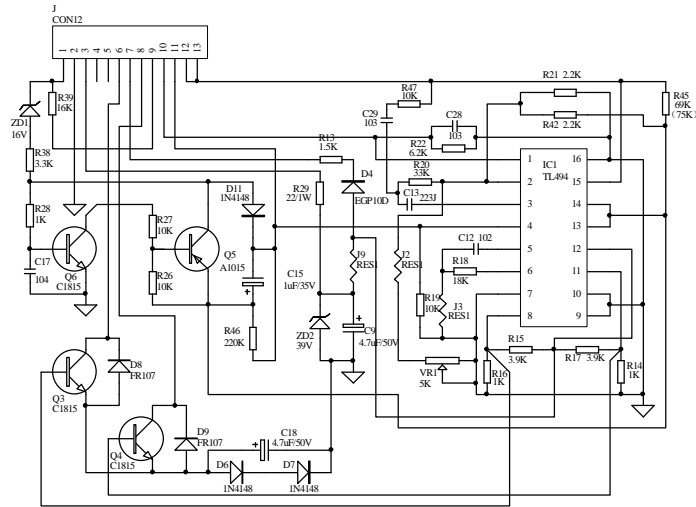 J
CON12
1 2 3 4 5 6 7 8 9 10 11 12 13
R21 2.2K
R47
10K
R45
69K
(75K)
R39
16K
ZD1
16V
C29
103
C28
103
R42 2.2K
R13
1.5K
R22
6.2K
R38
3.3K
IC1
TL494
1
2
3
4
5
6
7
8
16
15
14
13
12
11
10
9
R20
33K
D4
EGP10D
D11
1N4148
R29
22/1W
C13 223J
R28
1K
R27
10K
Q5
A1015
C12 102
C17
104
Q6
C1815
R26
10K
C15
1uF/35V
J9
RES1
J2
RES1
R18
18K
R19
10K
J3
RES1
R46
220K
ZD2
39V
C9
4.7uF/50V
R15
3.9K
R17 3.9K
VR1
5K
R16
1K
R14
1K
D8
FR107
Q3
C1815
Q4
C1815
D9
FR107
C18
4.7uF/50V
D6
1N4148
D7
1N4148